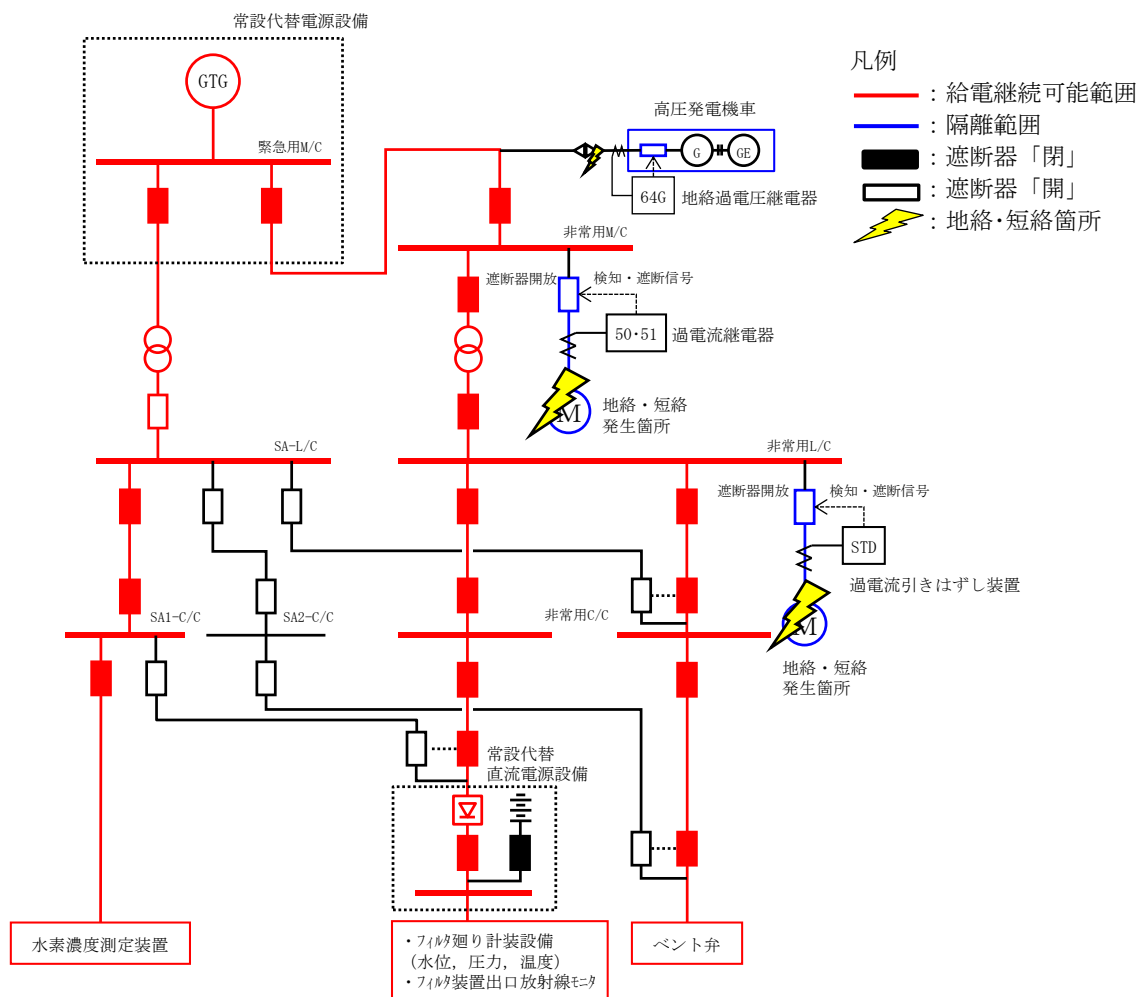 常設代替電源設備
GTG
緊急用M/C
高圧発電機車
G
GE
64G
地絡過電圧継電器
凡例
：給電継続可能範囲
：隔離範囲
：遮断器「閉」
：遮断器「開」
：地絡・短絡箇所
非常用M/C
遮断器開放
検知・遮断信号
50・51
過電流継電器
M
地絡・短絡
発生箇所
SA-L/C
非常用L/C
遮断器開放
検知・遮断信号
STD
過電流引きはずし装置
M
地絡・短絡
発生箇所
SA1-C/C
SA2-C/C
非常用C/C
常設代替
直流電源設備
水素濃度測定装置
・フィルタ廻り計装設備
(水位，圧力，温度)
・フィルタ装置出口放射線モニタ
ベント弁